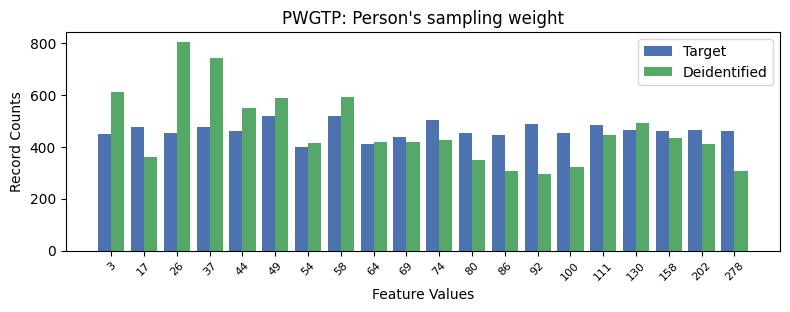 PWGTP: Person's sampling weight
Record Counts
800
600
400
200
0
Target
Deidentified
3 17 26 37 44 49 54 58 64 69 74 80 86 92 100 111 130 158 202 278
Feature Values